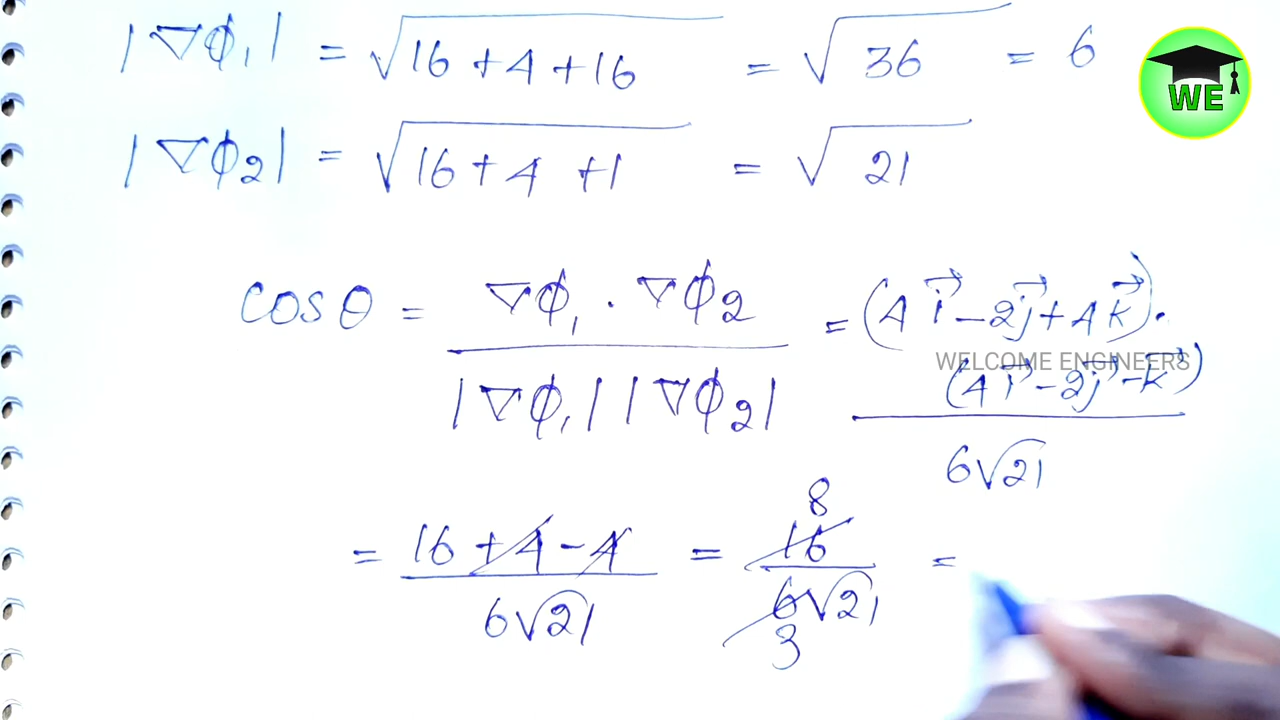 |∇φ₁| = √16 + 4 + 16 = √36 = 6
WE
|∇φ₂| = √16 + 4 + 1 = √21
cos θ = ∇φ₁ · ∇φ₂ / |∇φ₁| |∇φ₂| = (4i⃗ − 2j⃗ + 4k⃗) · (4i⃗ − 2j⃗ − k⃗) / 6√21
WELCOME ENGINEERS
= 16 + 4 − 4 / 6√21 = 16 8 / 6√21 3 =